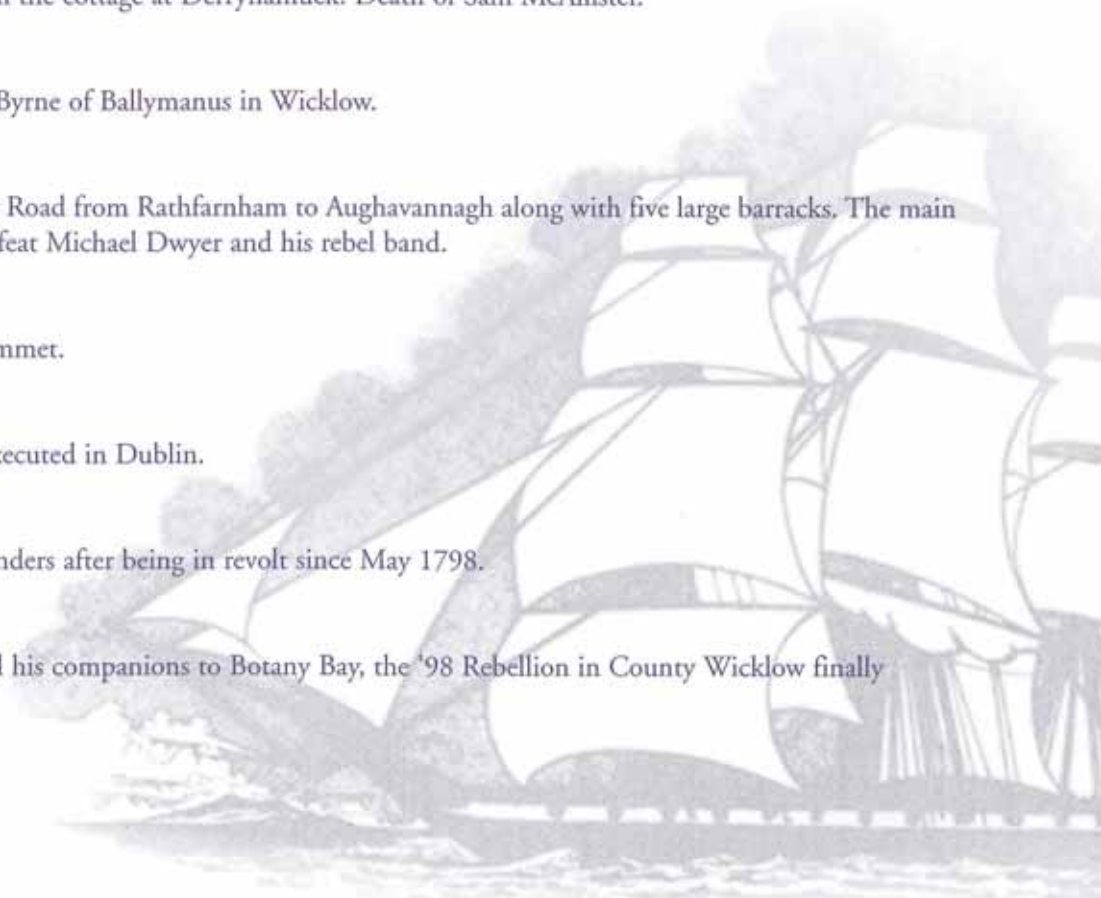 the cottage at Derrynamuck. Death of Sam McAllister.
Byrne of Ballymanus in Wicklow.
Road from Rathfarnham to Aughavannagh along with five large barracks. The main
feat Michael Dwyer and his rebel band.
mmet.
ecuted in Dublin.
nders after being in revolt since May 1798.
his companions to Botany Bay, the '98 Rebellion in County Wicklow finally